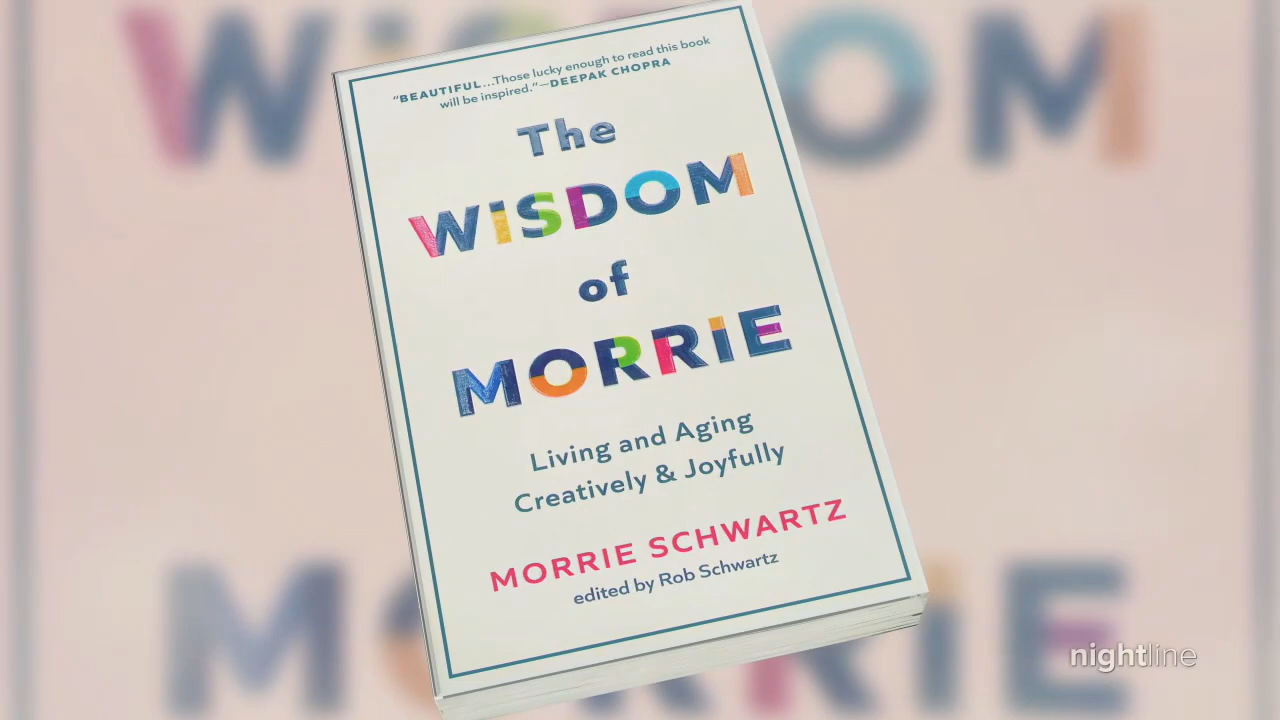 “BEAUTIFUL...Those lucky enough to read this book
will be inspired.”—DEEPAK CHOPRA
The
WiSDOM
of
MORRiE
Living and Aging
Creatively & Joyfully
MORRIE SCHWARTZ
edited by Rob Schwartz
nightline